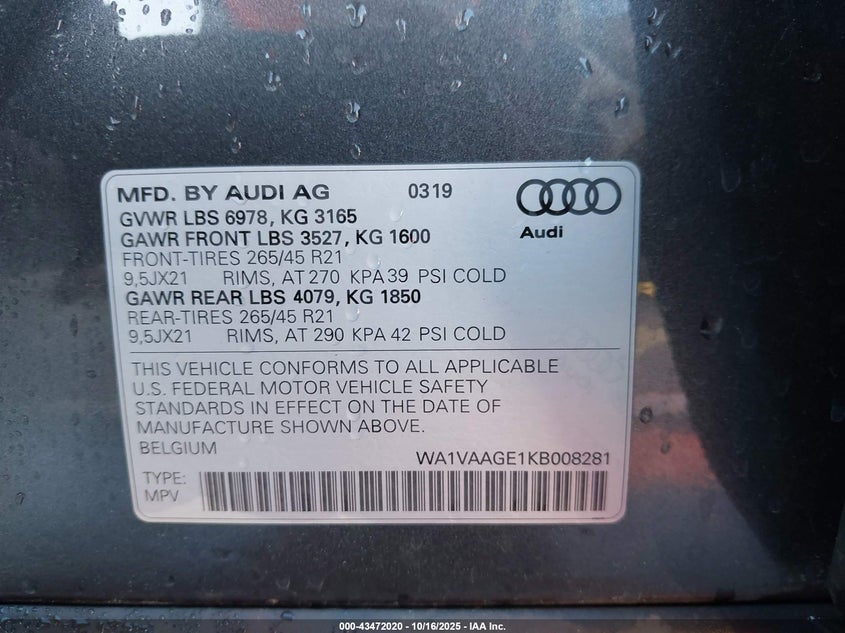 MFD. BY AUDI AG 0319
GVWR LBS 6978, KG 3165
GAWR FRONT LBS 3527, KG 1600
Audi
FRONT-TIRES 265/45 R21
9,5JX21 RIMS, AT 270 KPA 39 PSI COLD
GAWR REAR LBS 4079, KG 1850
REAR-TIRES 265/45 R21
9,5JX21 RIMS, AT 290 KPA 42 PSI COLD
THIS VEHICLE CONFORMS TO ALL APPLICABLE
U.S. FEDERAL MOTOR VEHICLE SAFETY
STANDARDS IN EFFECT ON THE DATE OF
MANUFACTURE SHOWN ABOVE.
BELGIUM WA1VAAGE1KB008281
TYPE:
MPV
000-43472020 - 10/16/2025 - IAA Inc.